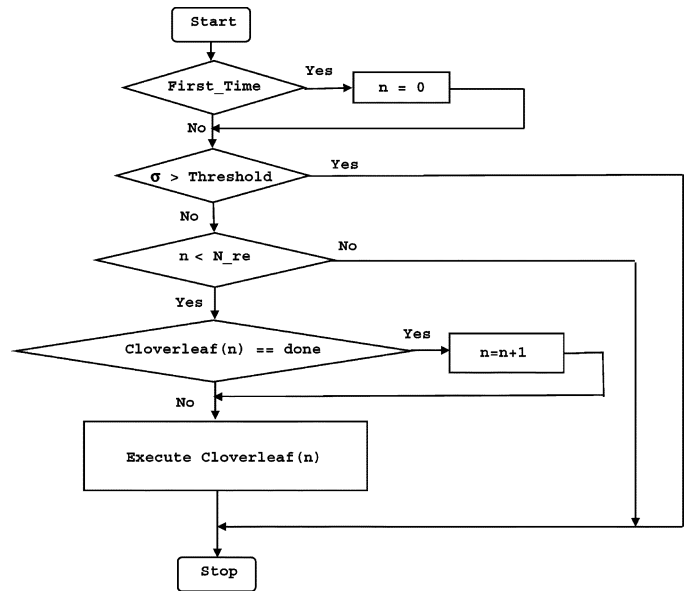 Start
First_Time
Yes
n = 0
No
σ > Threshold
Yes
No
n < N_re
No
Yes
Cloverleaf(n) == done
Yes
n=n+1
No
Execute Cloverleaf(n)
Stop